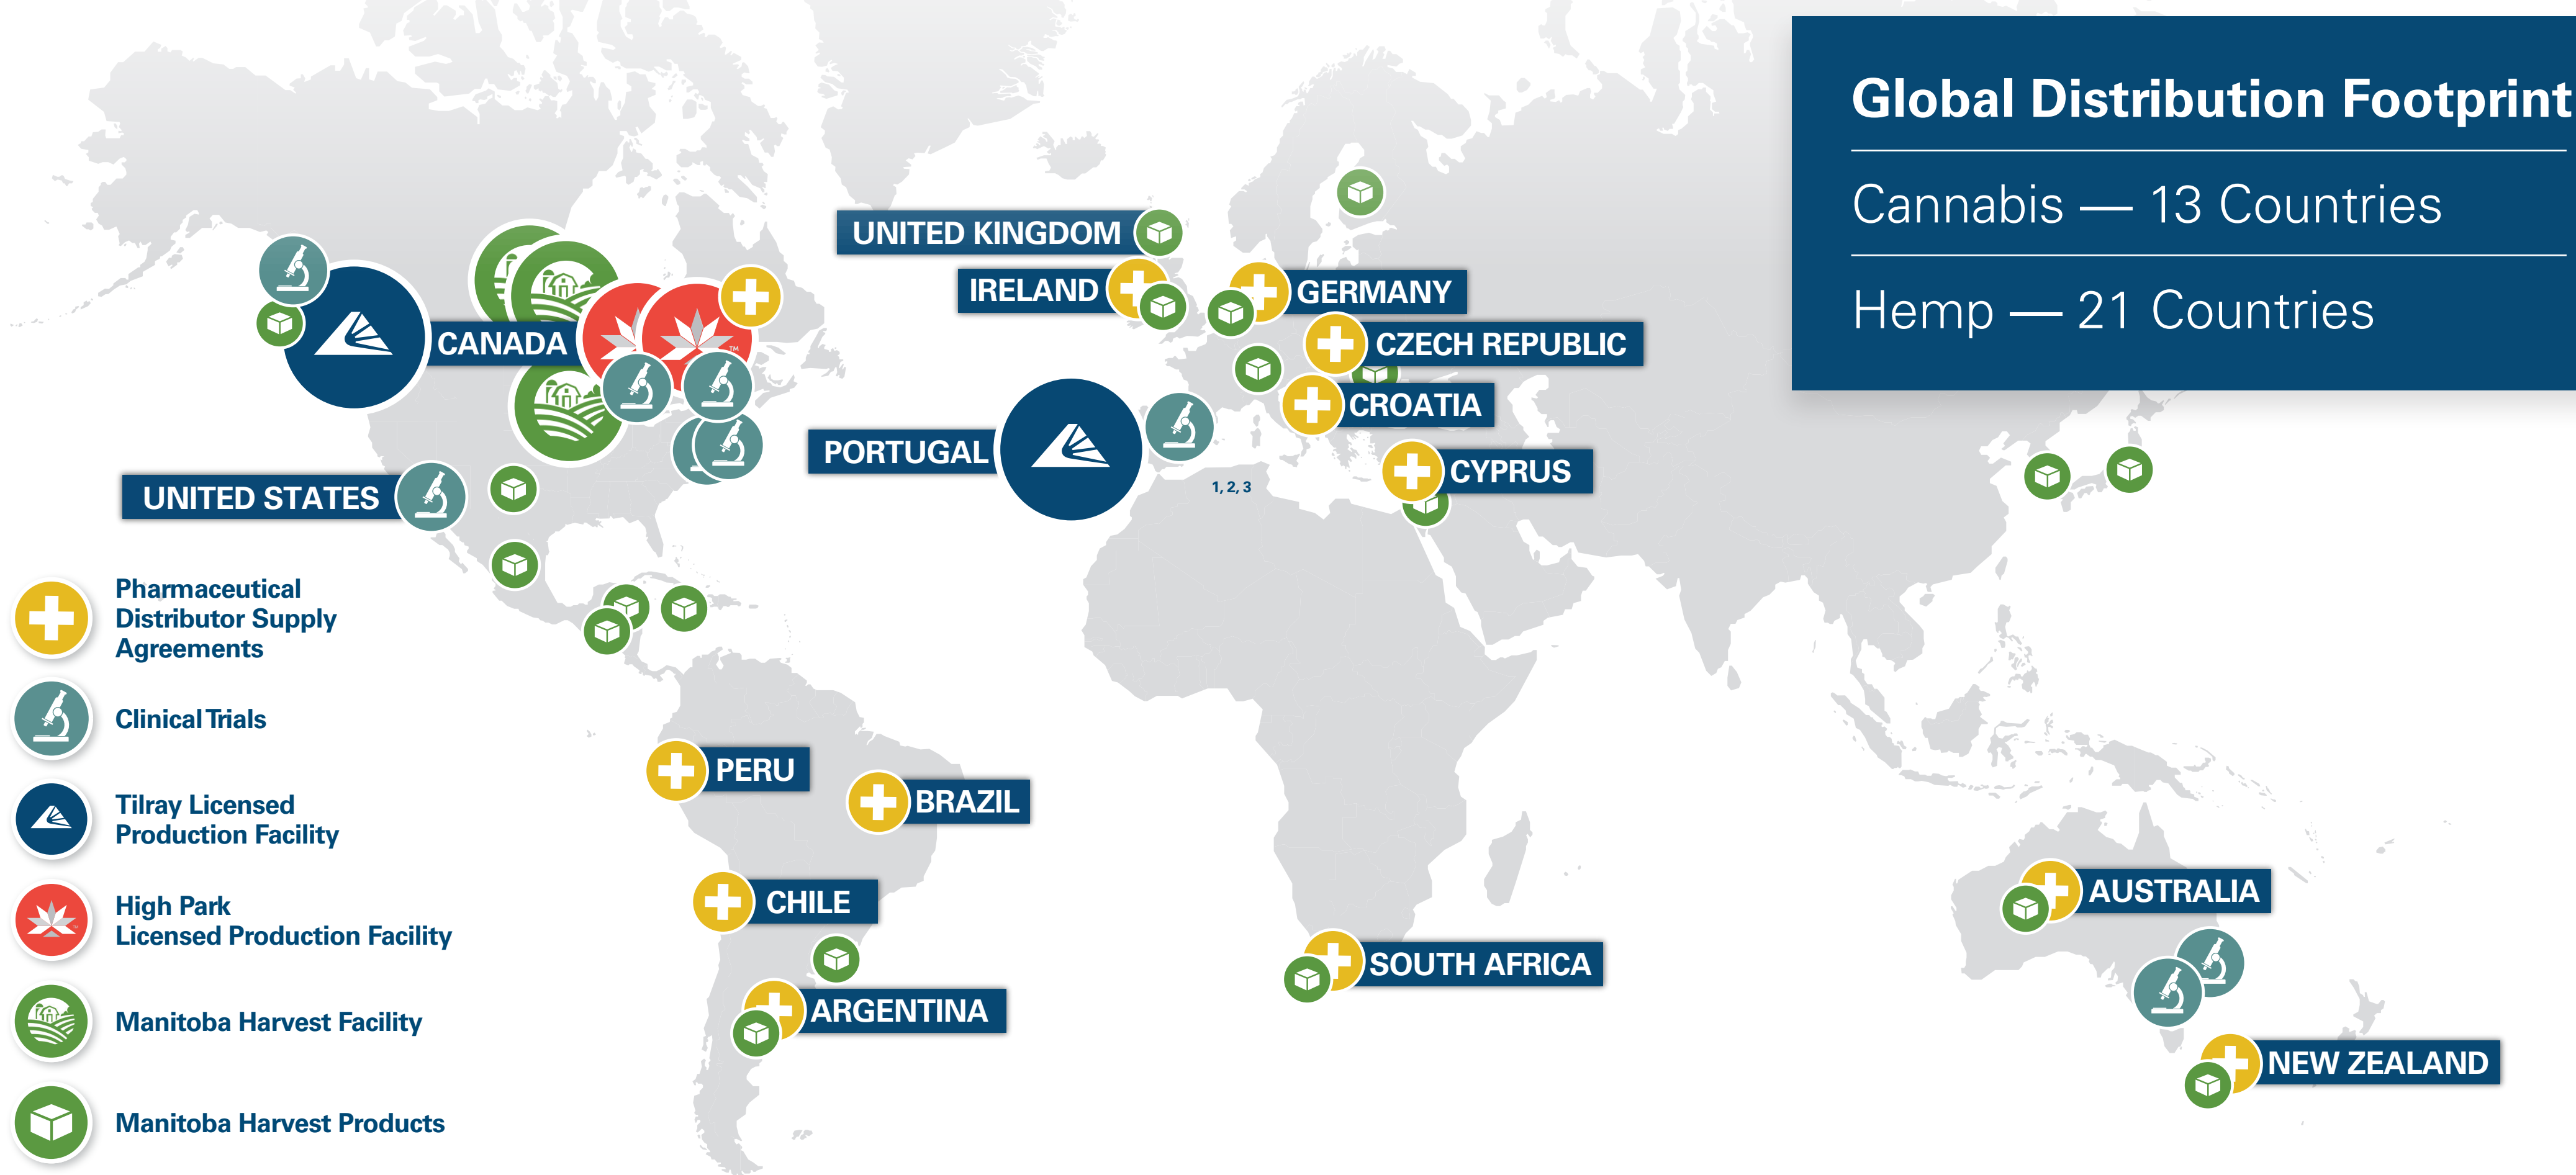 Global Distribution Footprint
Cannabis — 13 Countries
Hemp — 21 Countries
UNITED KINGDOM
IRELAND
GERMANY
CANADA
CZECH REPUBLIC
CROATIA
PORTUGAL
CYPRUS
1, 2, 3
UNITED STATES
PERU
BRAZIL
CHILE
AUSTRALIA
SOUTH AFRICA
ARGENTINA
NEW ZEALAND
Pharmaceutical
Distributor Supply
Agreements
Clinical Trials
Tilray Licensed
Production Facility
High Park
Licensed Production Facility
Manitoba Harvest Facility
Manitoba Harvest Products